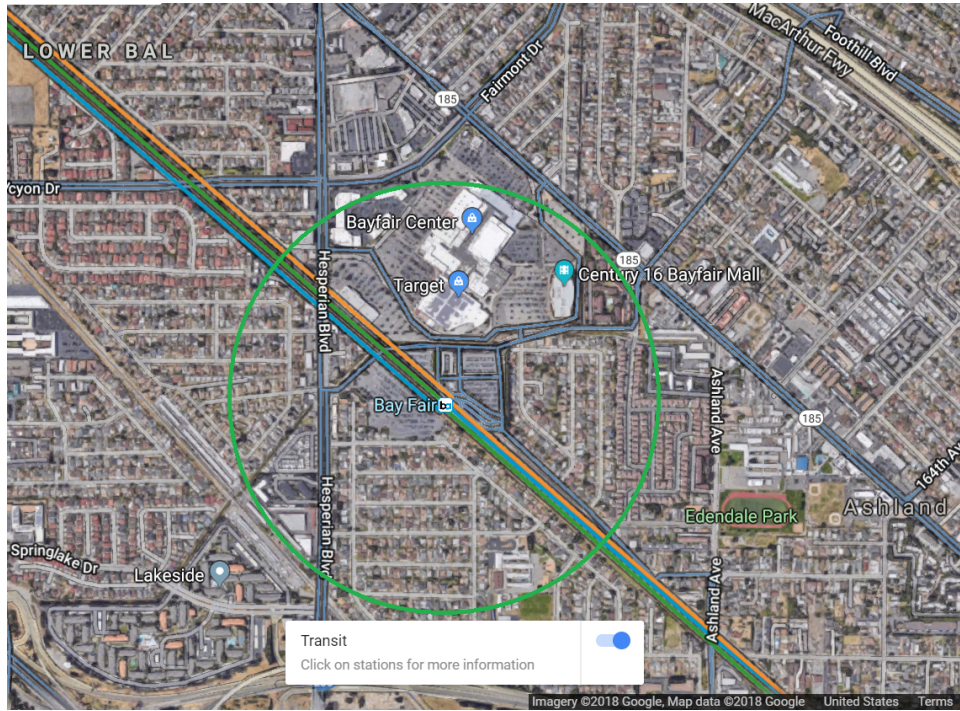 LOWER BAL
MacArthur Fwy
Foothill Blvd
Fairmont Dr
185
ycyon Dr
Bayfair Center
Hesperian Blvd
185
Century 16 Bayfair Mall
Target
Bay Fair
Ashland Ave
185
164th Av
Hesperian Blvd
Edendale Park
Ashland
Springlake Dr
Lakeside
Ashland Ave
Transit
Click on stations for more information
Imagery ©2018 Google, Map data ©2018 Google United States Terms